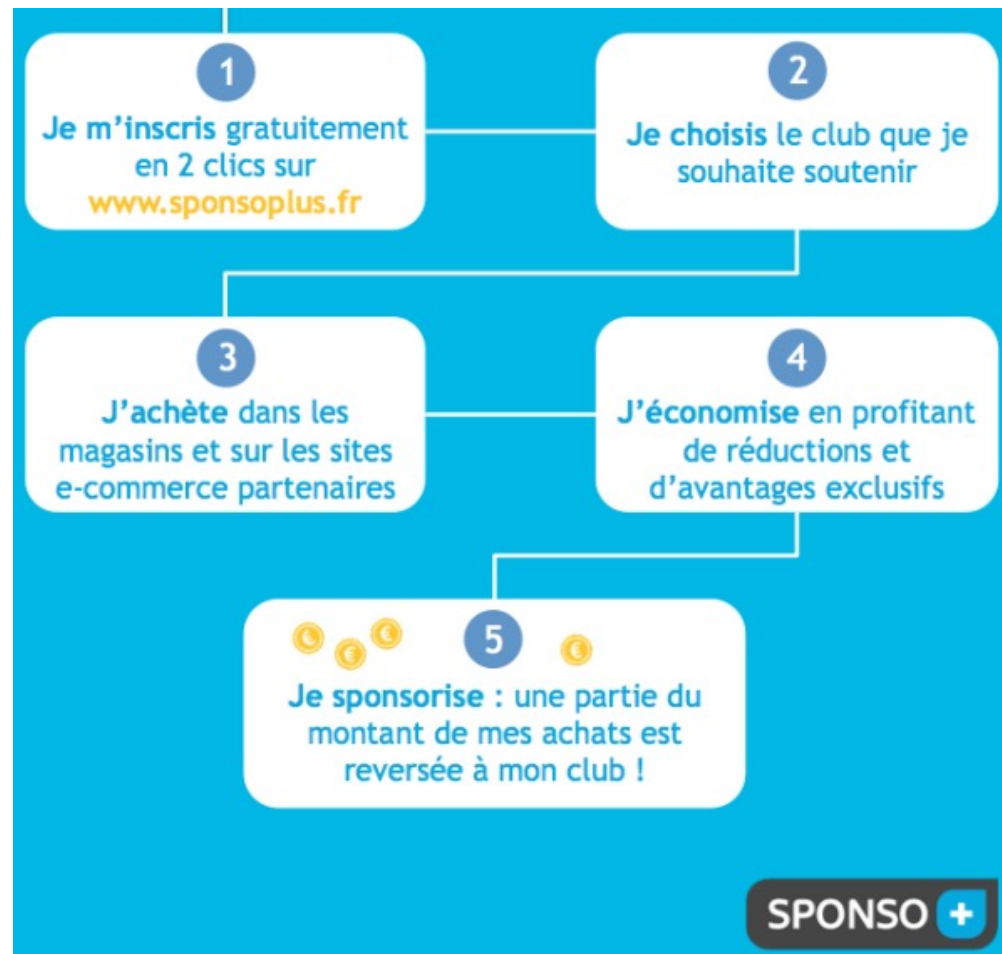 1
Je m'inscris gratuitement
en 2 clics sur
www.sponsoplus.fr
2
Je choisis le club que je
souhaite soutenir
3
J'achète dans les
magasins et sur les sites
e-commerce partenaires
4
J'économise en profitant
de réductions et
d'avantages exclusifs
5
Je sponsorise : une partie du
montant de mes achats est
reversée à mon club !
SPONSO +